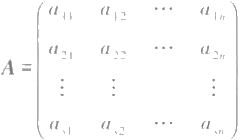 A = 
a₁₁ a₁₂ ⋯ a₁ₙ
a₂₁ a₂₂ ⋯ a₂ₙ
⋮ ⋮ ⋮
aₛ₁ aₛ₂ ⋯ aₛₙ